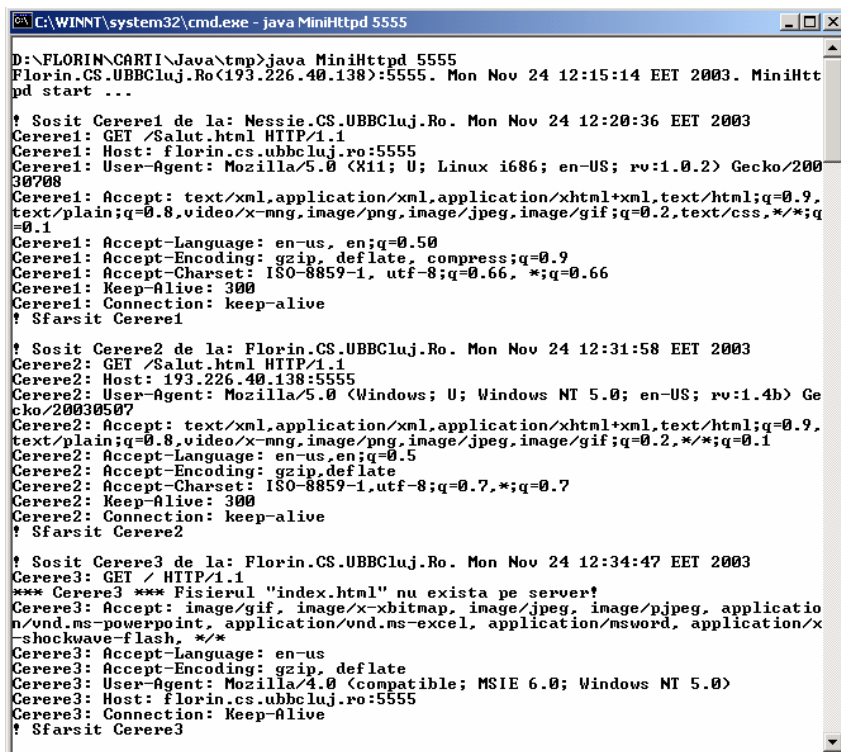 C:\WINNT\system32\cmd.exe - java MiniHttpd 5555
D:\FLORIN\CARTI\Java\tmp>java MiniHttpd 5555
Florin.CS.UBBCluj.Ro(193.226.40.138):5555. Mon Nov 24 12:15:14 EET 2003. MiniHtt
pd start ...
! Sosit Cerere1 de la: Nessie.CS.UBBCluj.Ro. Mon Nov 24 12:20:36 EET 2003
Cerere1: GET /Salut.html HTTP/1.1
Cerere1: Host: florin.cs.ubbcluj.ro:5555
Cerere1: User-Agent: Mozilla/5.0 (X11; U; Linux i686; en-US; rv:1.0.2) Gecko/200
30708
Cerere1: Accept: text/xml,application/xml,application/xhtml+xml,text/html;q=0.9,
text/plain;q=0.8,video/x-mng,image/png,image/jpeg,image/gif;q=0.2,text/css,*/*;q
=0.1
Cerere1: Accept-Language: en-us, en;q=0.50
Cerere1: Accept-Encoding: gzip, deflate, compress;q=0.9
Cerere1: Accept-Charset: ISO-8859-1, utf-8;q=0.66, *;q=0.66
Cerere1: Keep-Alive: 300
Cerere1: Connection: keep-alive
! Sfarsit Cerere1
! Sosit Cerere2 de la: Florin.CS.UBBCluj.Ro. Mon Nov 24 12:31:58 EET 2003
Cerere2: GET /Salut.html HTTP/1.1
Cerere2: Host: 193.226.40.138:5555
Cerere2: User-Agent: Mozilla/5.0 (Windows; U; Windows NT 5.0; en-US; rv:1.4b) Ge
cko/20030507
Cerere2: Accept: text/xml,application/xml,application/xhtml+xml,text/html;q=0.9,
text/plain;q=0.8,video/x-mng,image/png,image/jpeg,image/gif;q=0.2,*/*;q=0.1
Cerere2: Accept-Language: en-us,en;q=0.5
Cerere2: Accept-Encoding: gzip,deflate
Cerere2: Accept-Charset: ISO-8859-1,utf-8;q=0.7,*;q=0.7
Cerere2: Keep-Alive: 300
Cerere2: Connection: keep-alive
! Sfarsit Cerere2
! Sosit Cerere3 de la: Florin.CS.UBBCluj.Ro. Mon Nov 24 12:34:47 EET 2003
Cerere3: GET / HTTP/1.1
*** Cerere3 *** Fisierul "index.html" nu exista pe server!
Cerere3: Accept: image/gif, image/x-xbitmap, image/jpeg, image/pjpeg, applicatio
n/vnd.ms-powerpoint, application/vnd.ms-excel, application/msword, application/x
-shockwave-flash, */*
Cerere3: Accept-Language: en-us
Cerere3: Accept-Encoding: gzip, deflate
Cerere3: User-Agent: Mozilla/4.0 (compatible; MSIE 6.0; Windows NT 5.0)
Cerere3: Host: florin.cs.ubbcluj.ro:5555
Cerere3: Connection: Keep-Alive
! Sfarsit Cerere3